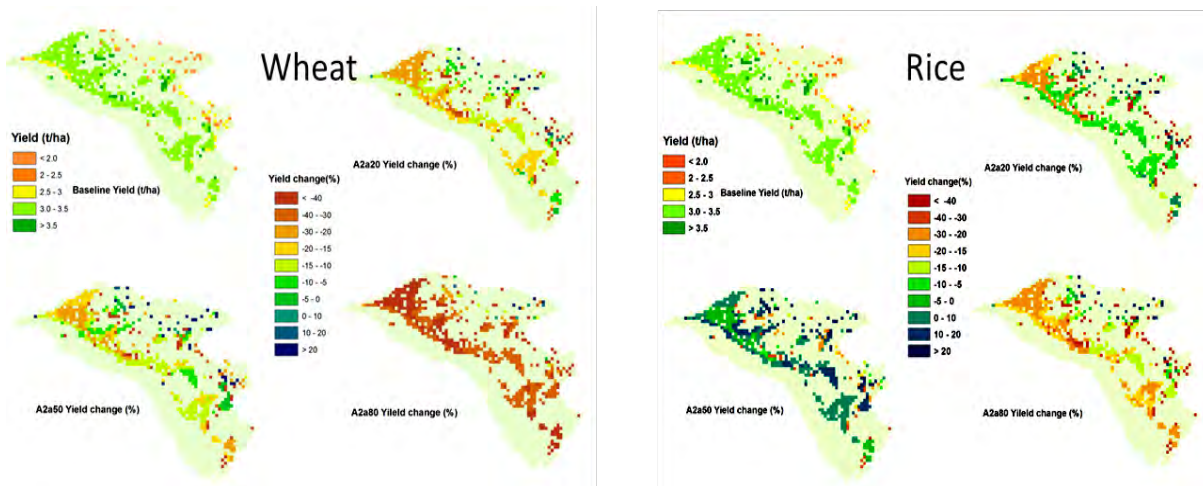 Wheat
Yield (t/ha)
< 2.0
2 - 2.5
2.5 - 3
3.0 - 3.5
> 3.5
Baseline Yield (t/ha)
A2a20 Yield change (%)
Yield change(%)
< -40
-40 - -30
-30 - -20
-20 - -15
-15 - -10
-10 - -5
-5 - 0
0 - 10
10 - 20
> 20
A2a50 Yield change (%)
A2a80 Yiield change (%)
Rice
Yield (t/ha)
< 2.0
2 - 2.5
2.5 - 3
3.0 - 3.5
> 3.5
Baseline Yield (t/ha)
A2a20 Yield change (%)
Yield change(%)
< -40
-40 - -30
-30 - -20
-20 - -15
-15 - -10
-10 - -5
-5 - 0
0 - 10
10 - 20
> 20
A2a50 Yield change (%)
A2a80 Yiield change (%)